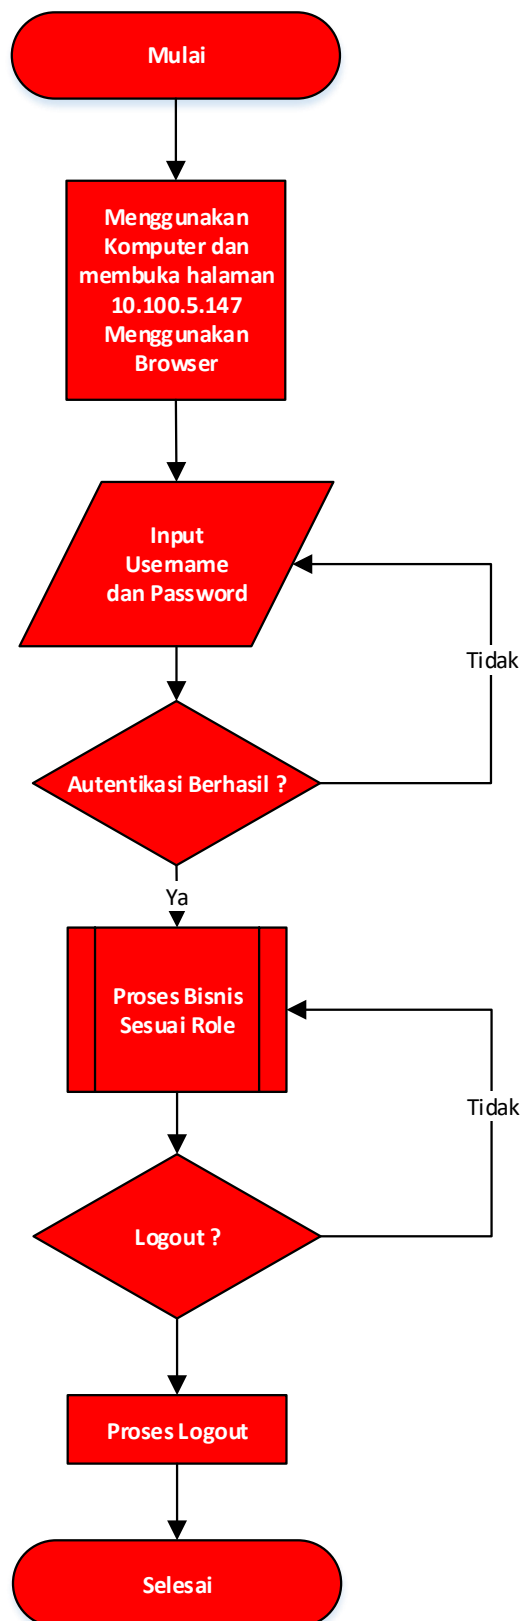 Mulai
Menggunakan
Komputer dan
membuka halaman
10.100.5.147
Menggunakan
Browser
Input
Username
dan Password
Tidak
Autentikasi Berhasil ?
Ya
Proses Bisnis
Sesuai Role
Tidak
Logout ?
Proses Logout
Selesai